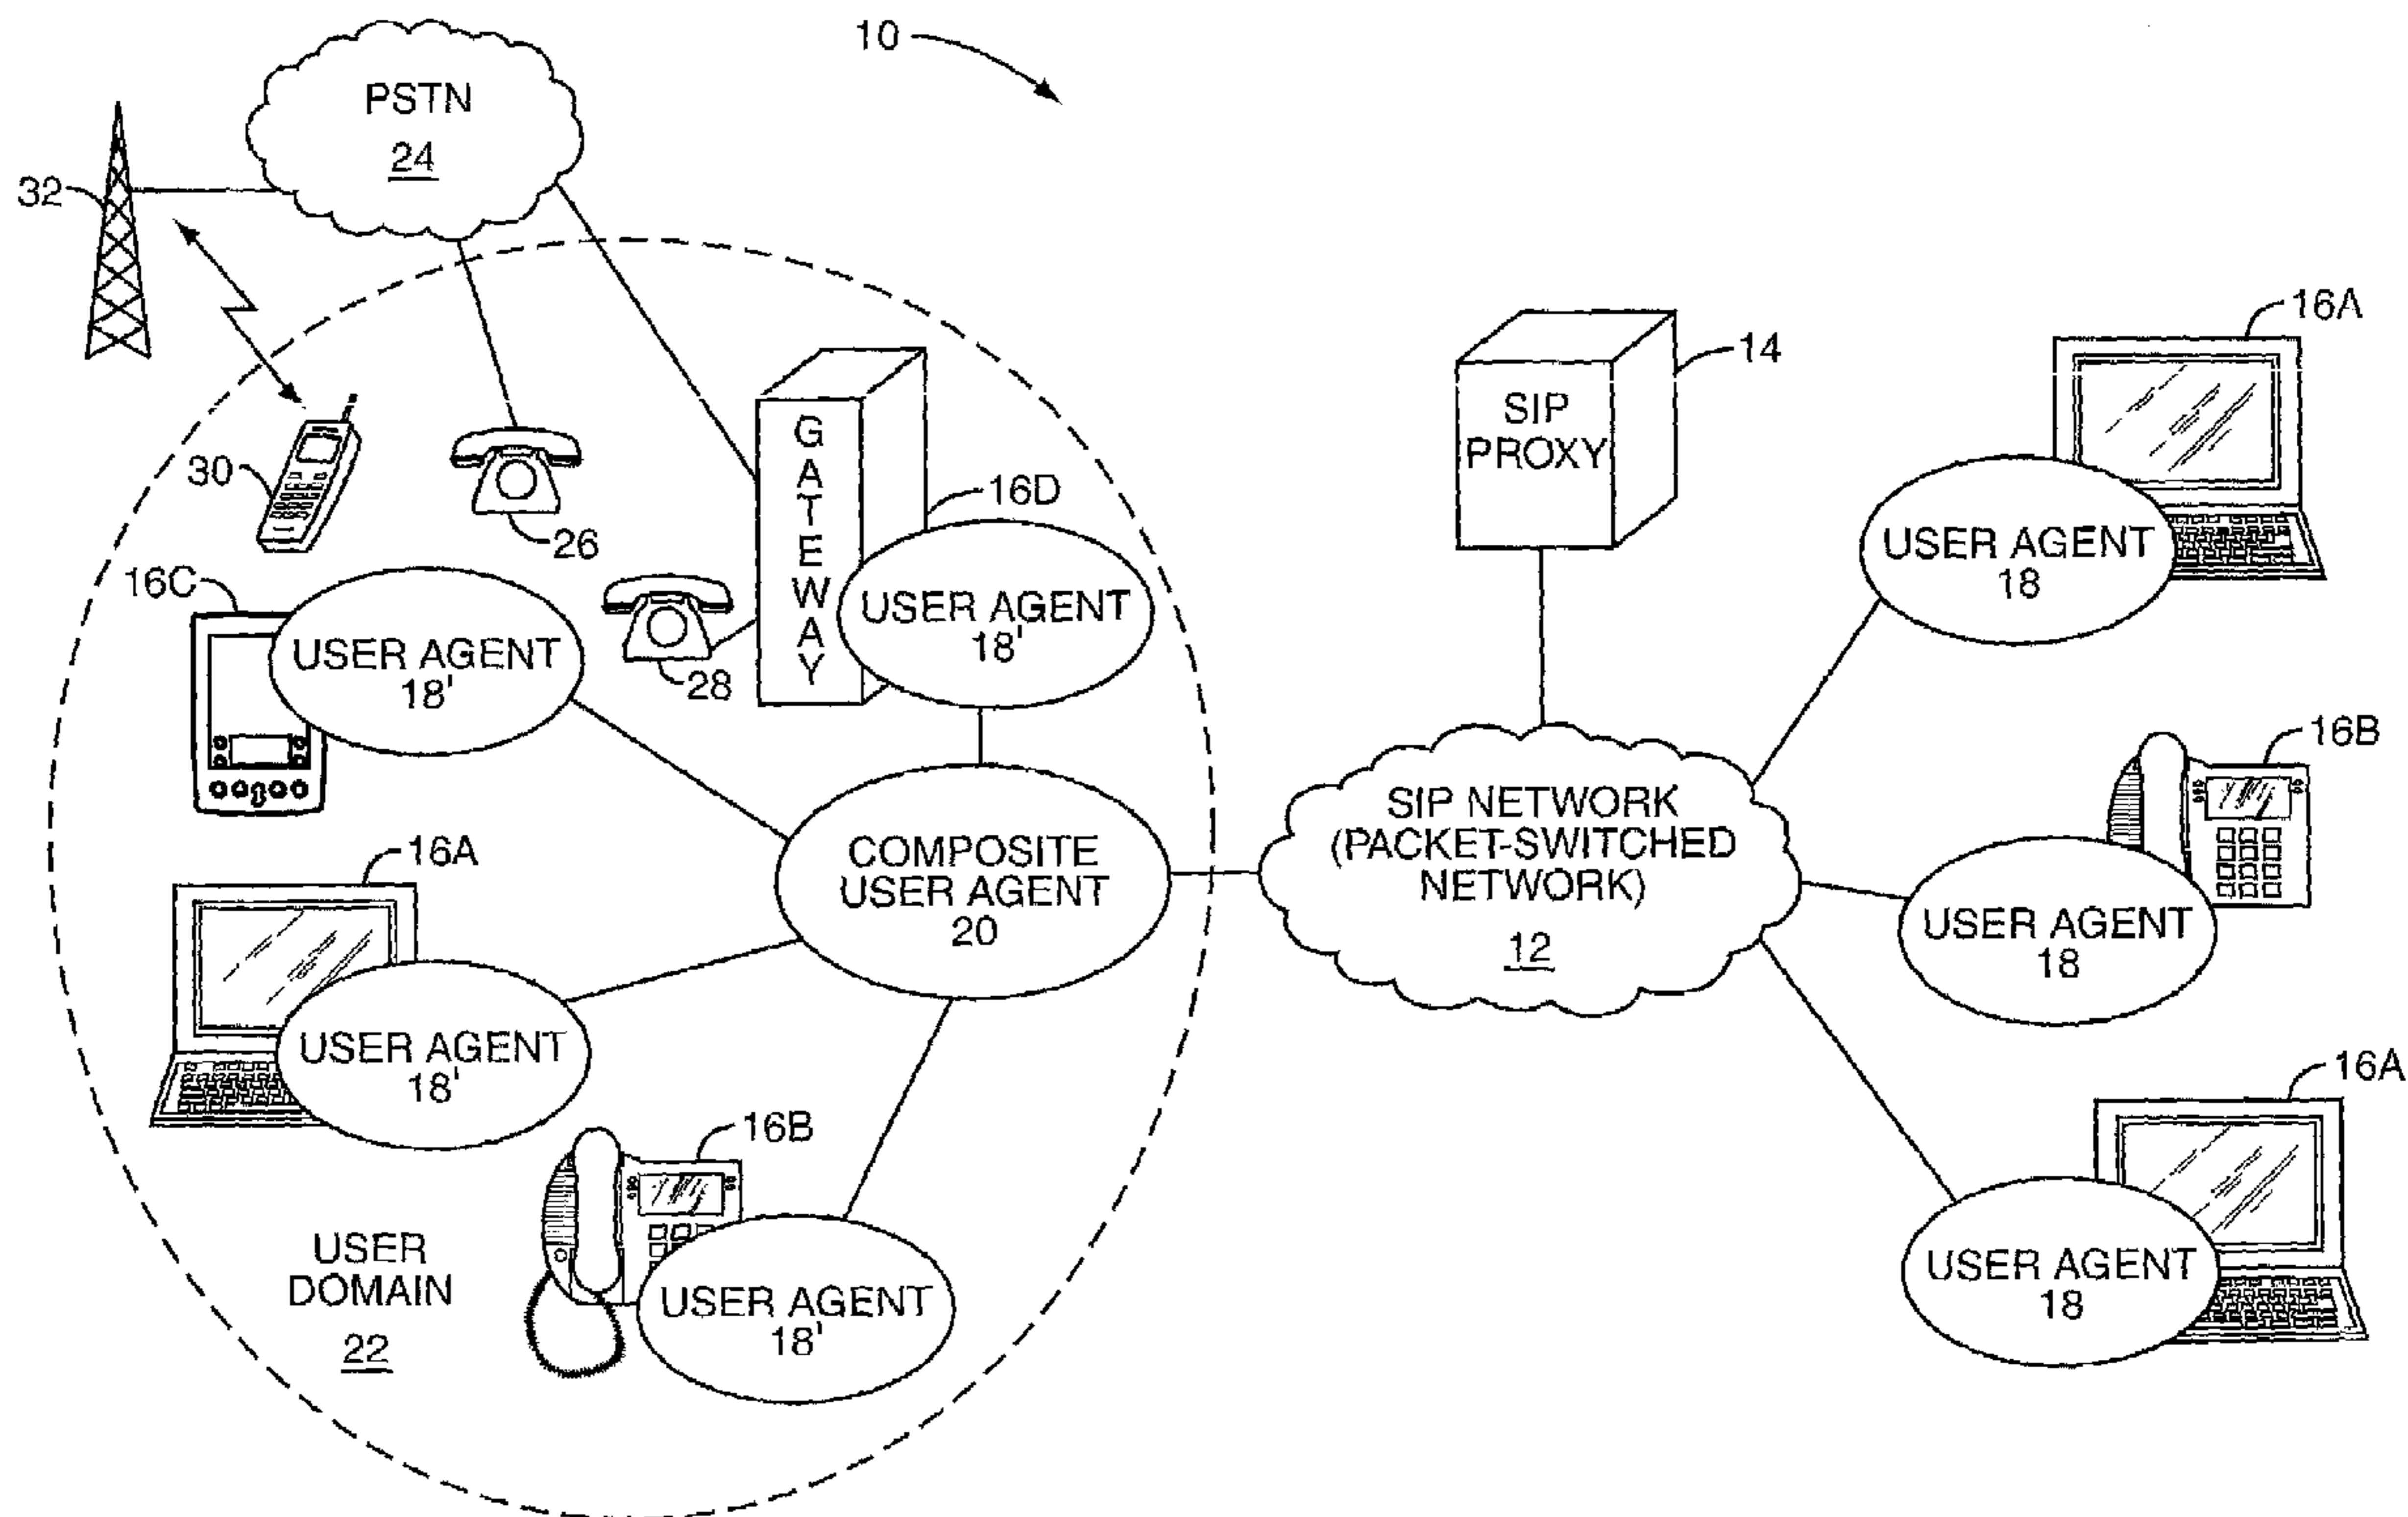 10
PSTN
24
32
16A
14
SIP
PROXY
GATEWAY
30
26
16D
USER AGENT
18
16C
USER AGENT
18'
USER AGENT
18'
28
16B
SIP NETWORK
(PACKET-SWITCHED
NETWORK)
12
COMPOSITE
USER AGENT
20
16A
USER AGENT
18
USER AGENT
18'
16A
16B
USER
DOMAIN
22
USER AGENT
18'
USER AGENT
18